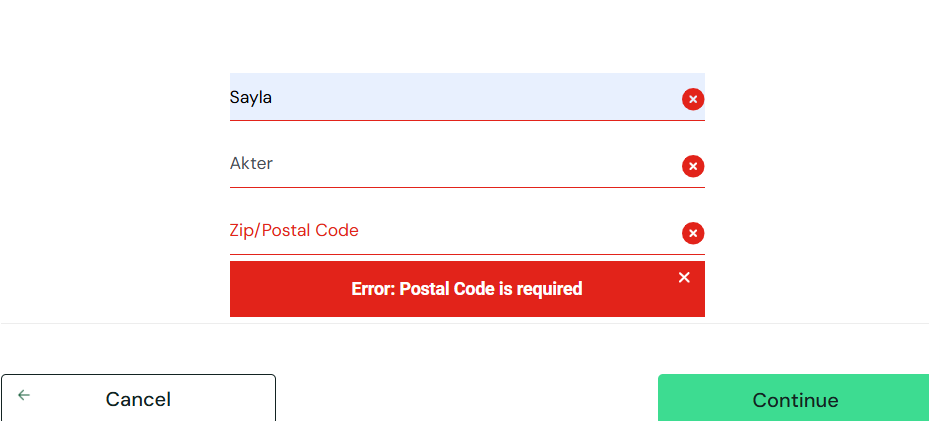 Sayla
Akter
Zip/Postal Code
Error: Postal Code is required
Cancel
Continue